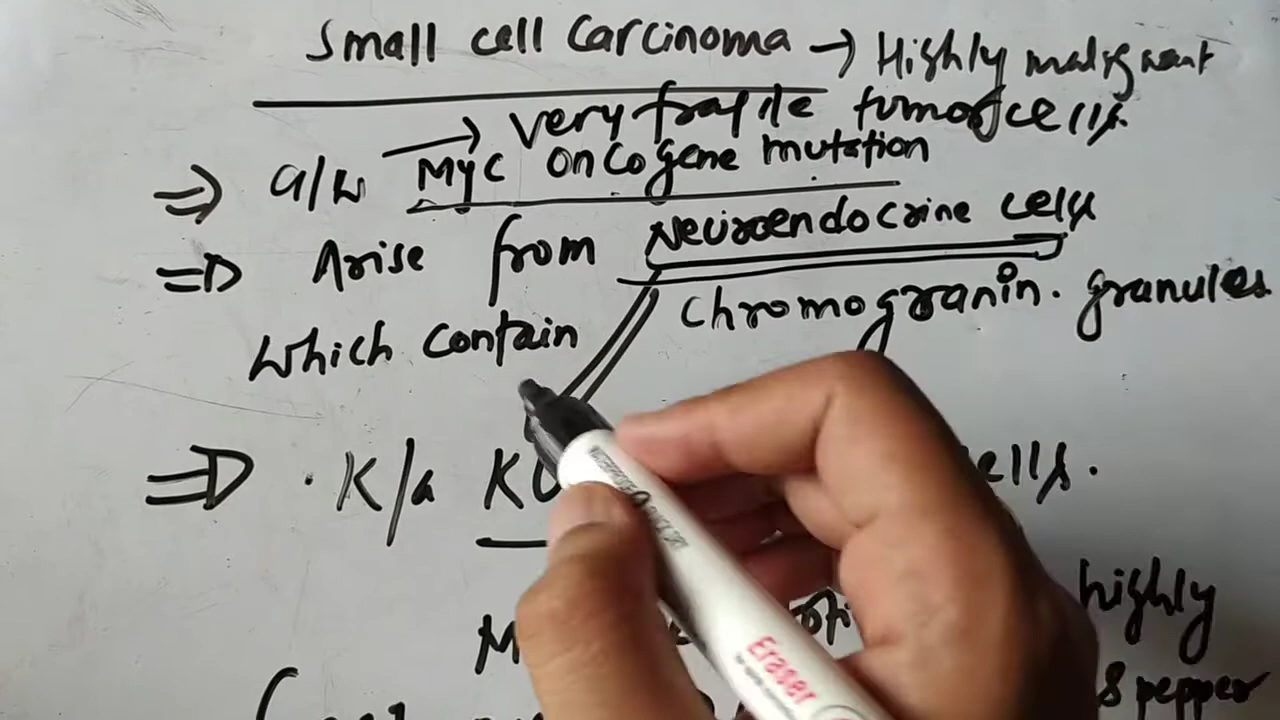 Small cell Carcinoma → Highly malignant
→ Very fragile tumor cells.
⇒ a/w MYC oncogene mutation
⇒ Arise from Neuroendocrine cells
which contain chromogranin. granules.
⇒ . K/a
highly
pepper
Eraser